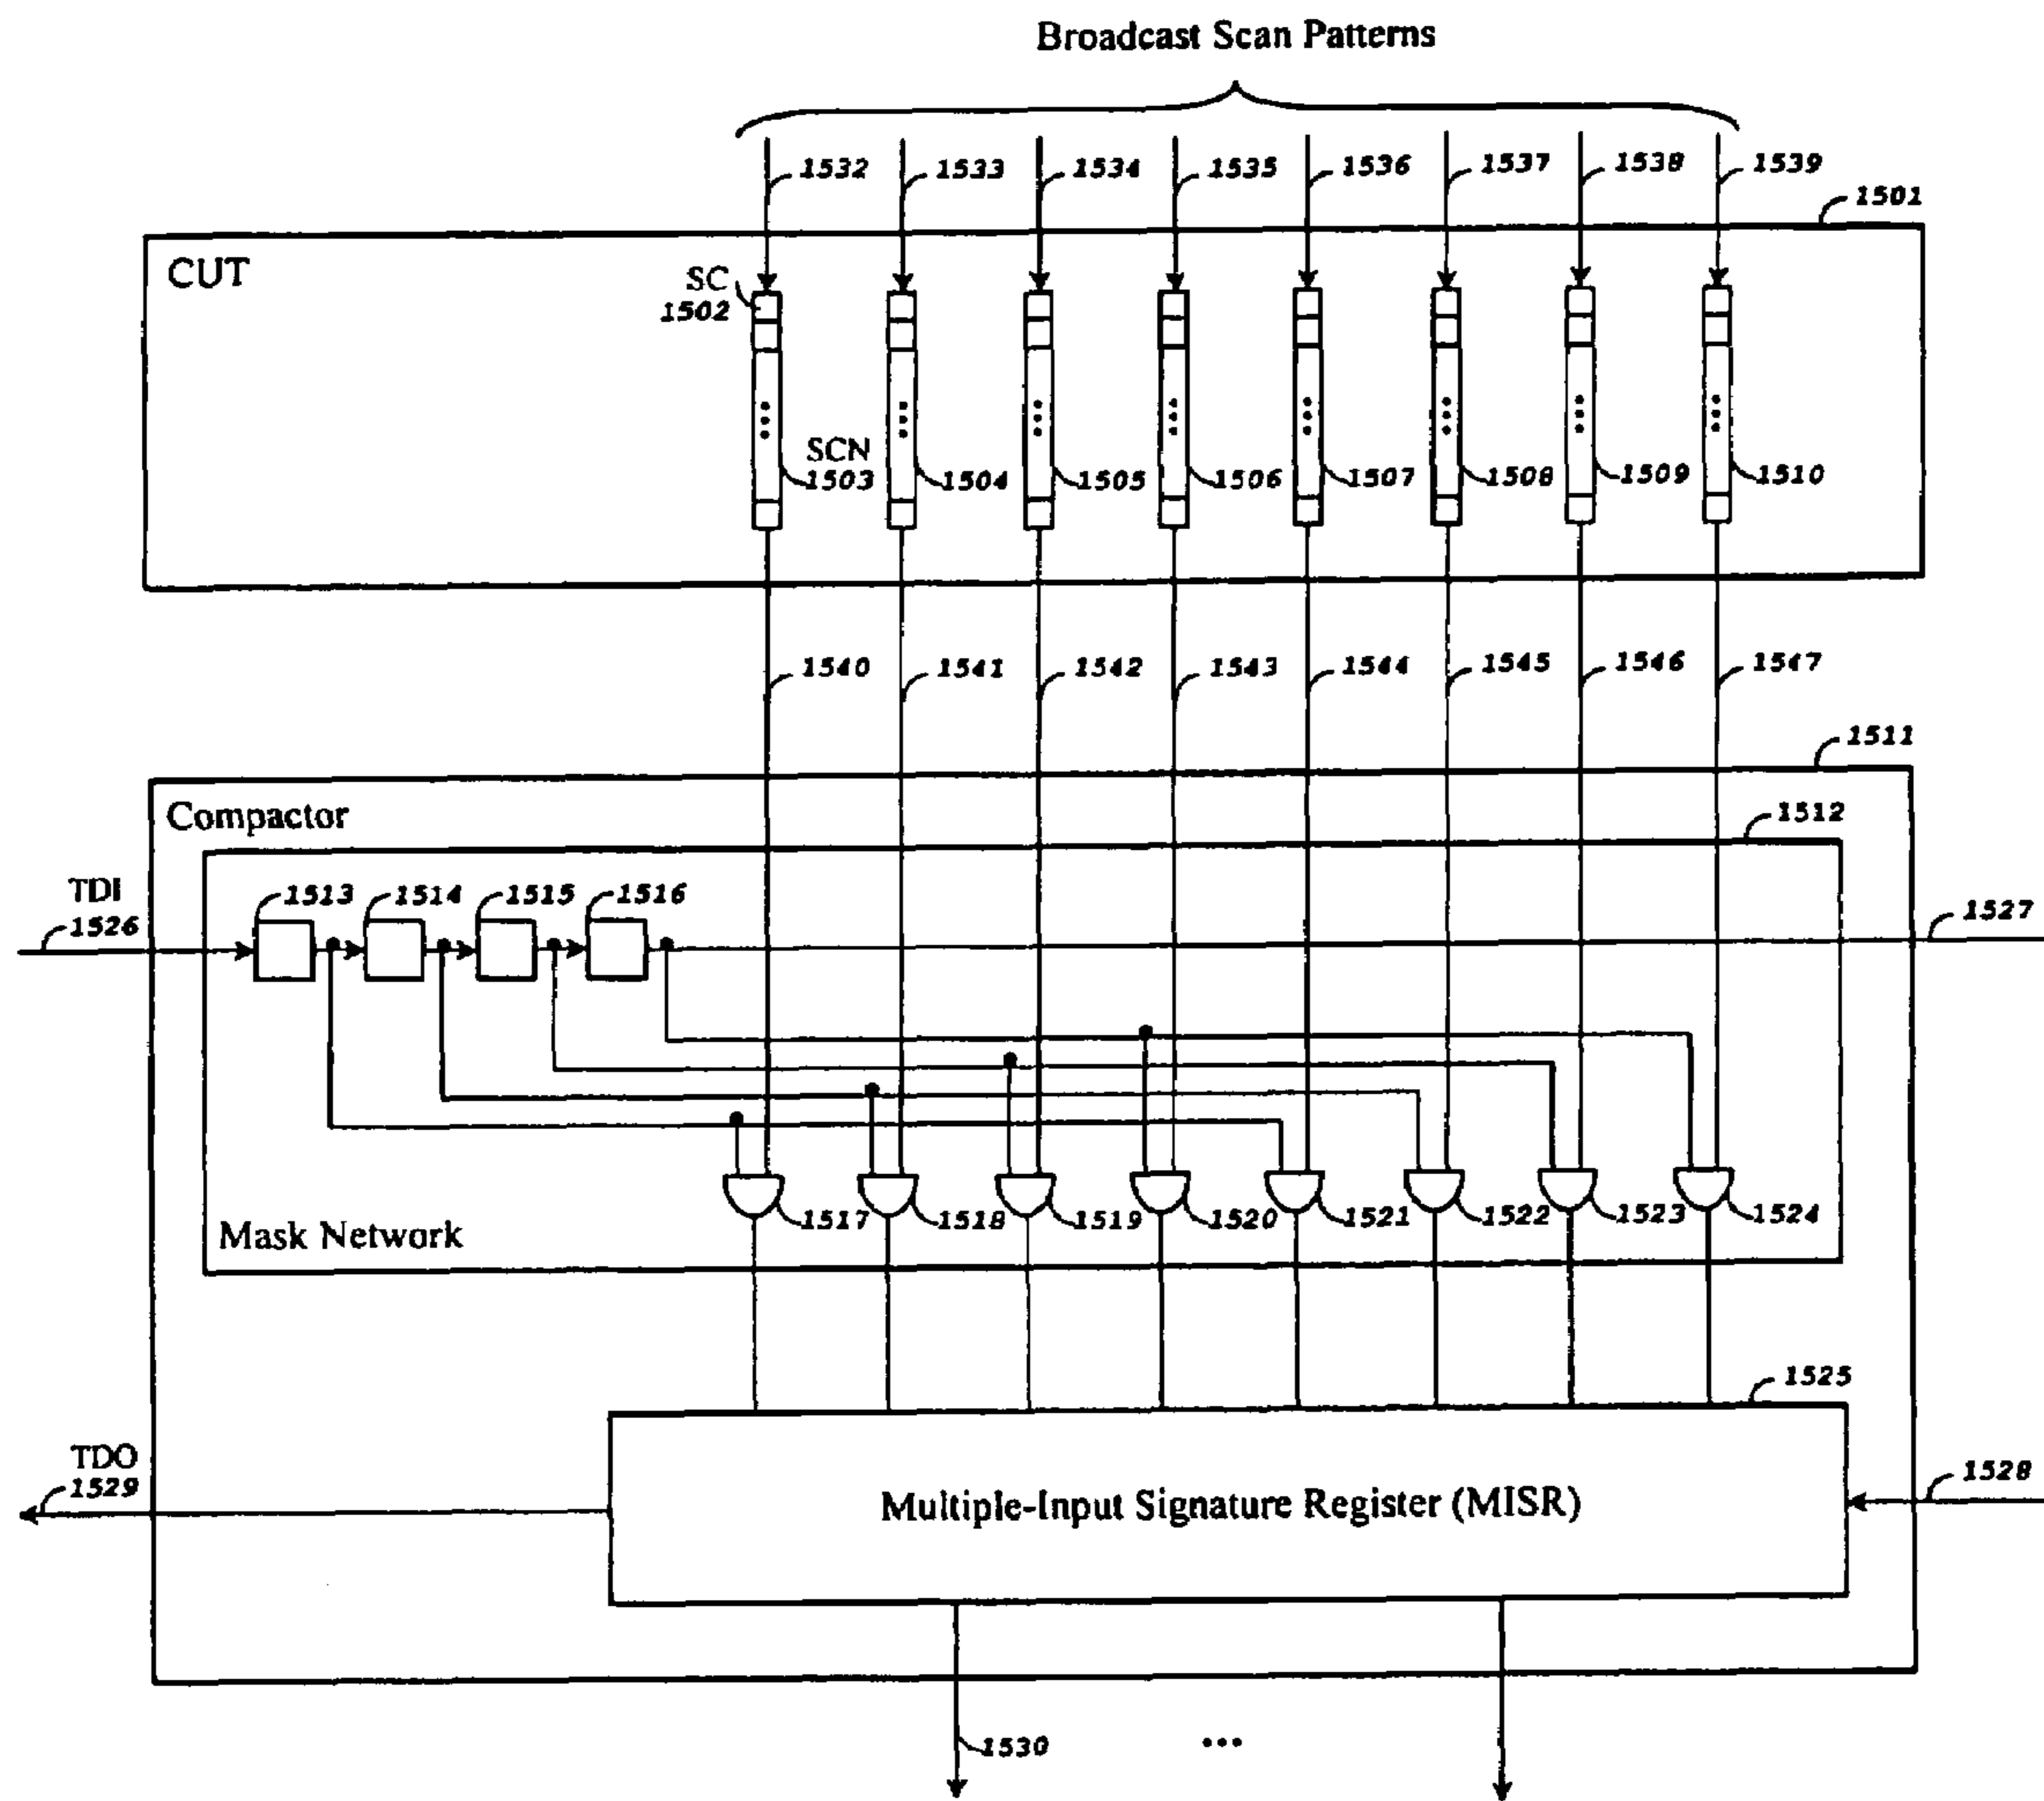 Broadcast Scan Patterns
1532 1533 1534 1535 1536 1537 1538 1539
1501
CUT
SC
1502
SCN
1503 1504 1505 1506 1507 1508 1509 1510
1540 1541 1542 1543 1544 1545 1546 1547
1511
Compactor
1512
TDI
1526
1513 1514 1515 1516
1527
1517 1518 1519 1520 1521 1522 1523 1524
Mask Network
1525
TDO
1529
Multiple-Input Signature Register (MISR)
1528
1530 ...